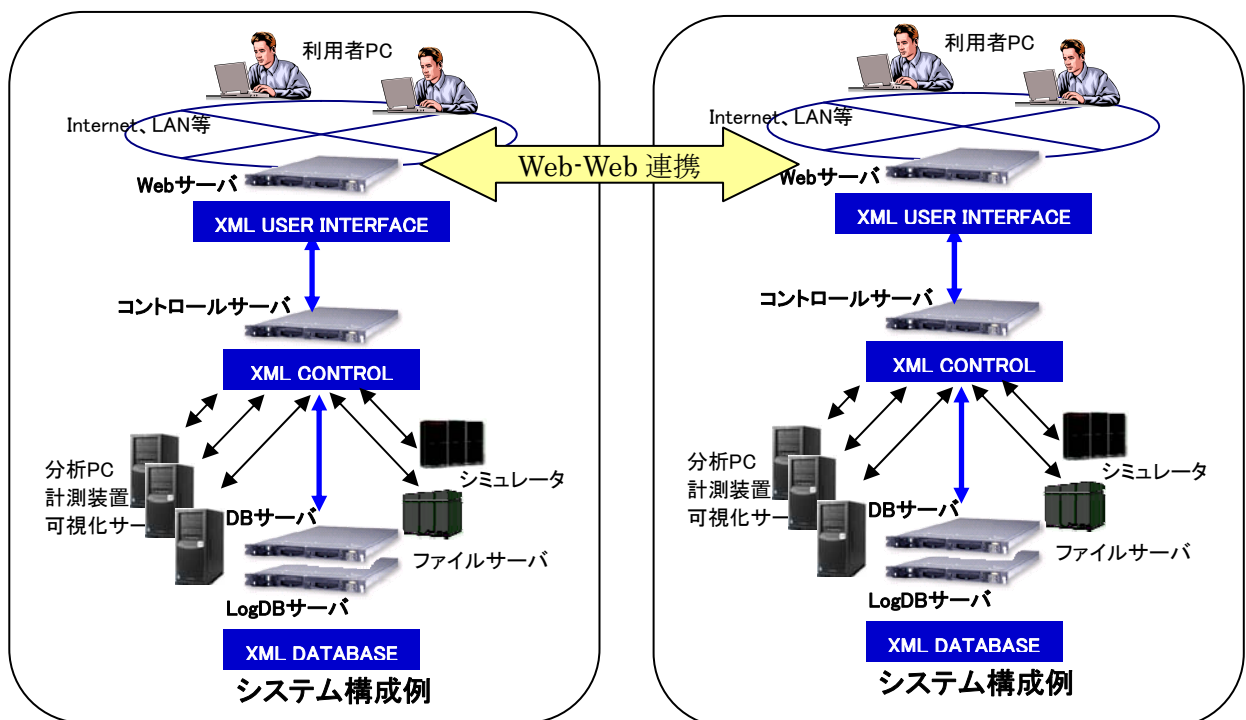 利用者PC
Internet、LAN等
Webサーバ
XML USER INTERFACE
コントロールサーバ
XML CONTROL
分析PC
計測装置
可視化サー
シミュレータ
DBサーバ
ファイルサーバ
LogDBサーバ
XML DATABASE
システム構成例
Web-Web 連携
利用者PC
Internet、LAN等
Webサーバ
XML USER INTERFACE
コントロールサーバ
XML CONTROL
分析PC
計測装置
可視化サー
シミュレータ
DBサーバ
ファイルサーバ
LogDBサーバ
XML DATABASE
システム構成例